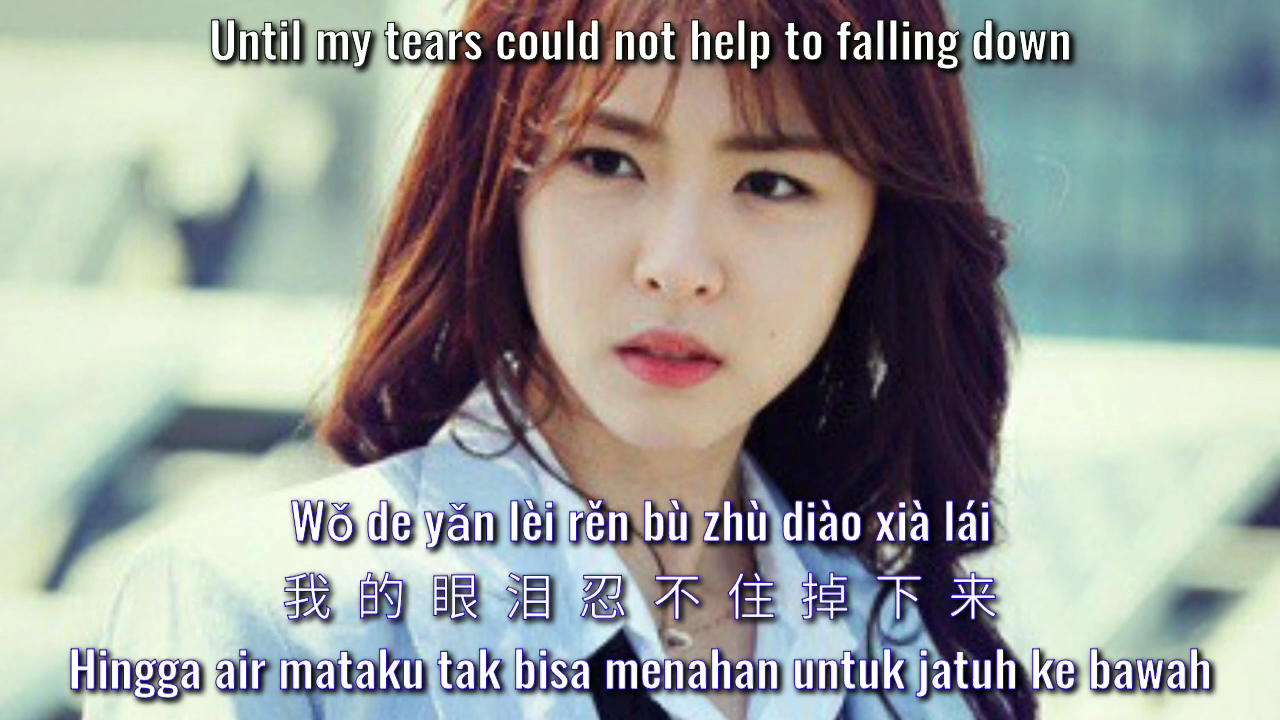 Until my tears could not help to falling down
Wǒ de yǎn lèi rěn bù zhù diào xià lái
我的眼泪忍不住掉下来
Hingga air mataku tak bisa menahan untuk jatuh ke bawah